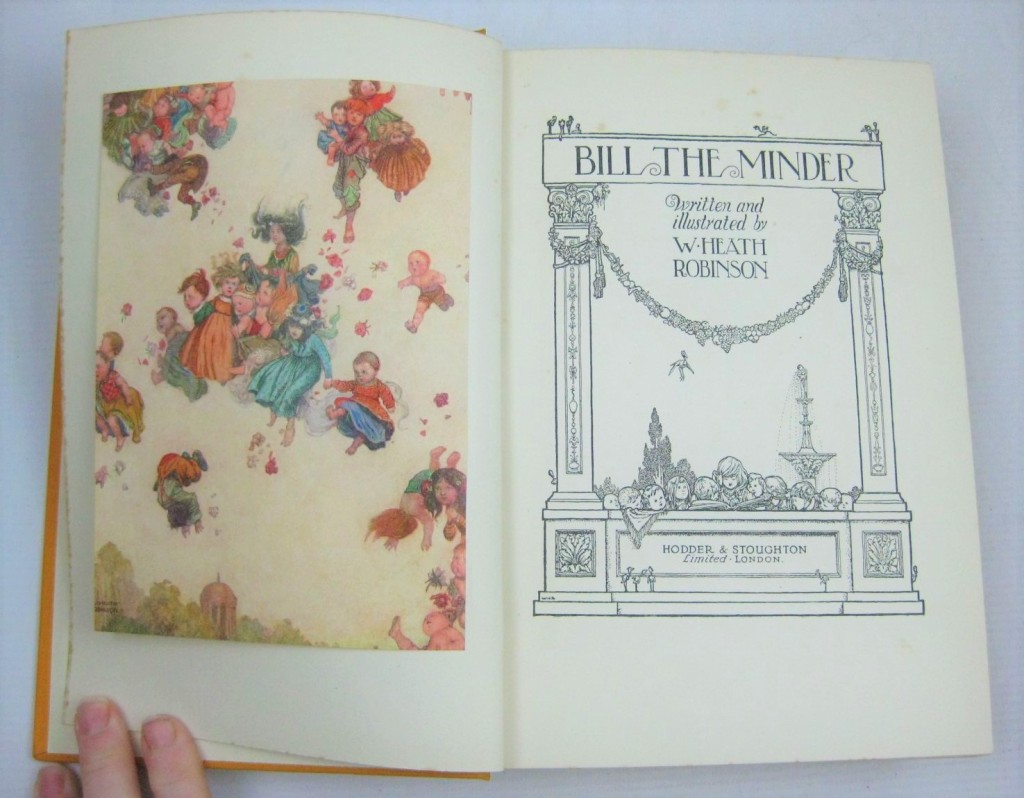 BILL THE MINDER
Written and
illustrated by
W·HEATH
ROBINSON
HODDER & STOUGHTON
Limited · LONDON.